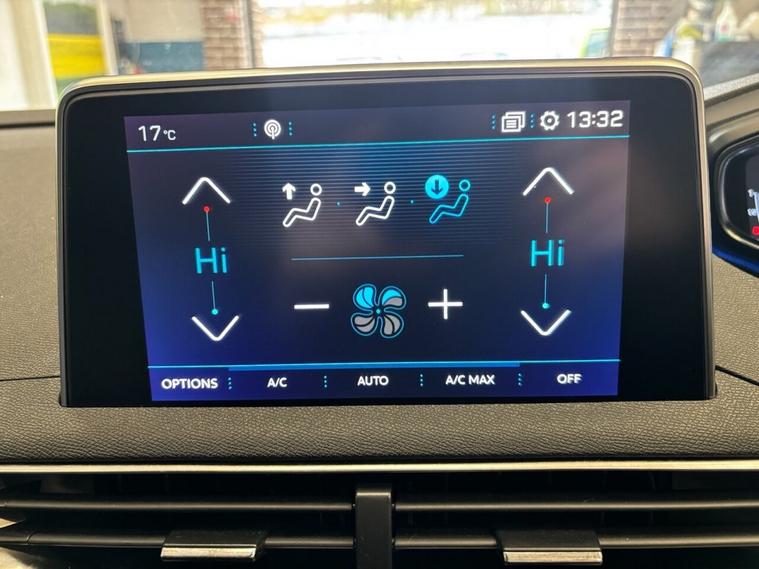 17°C 13:32
Hi Hi
OPTIONS A/C AUTO A/C MAX OFF